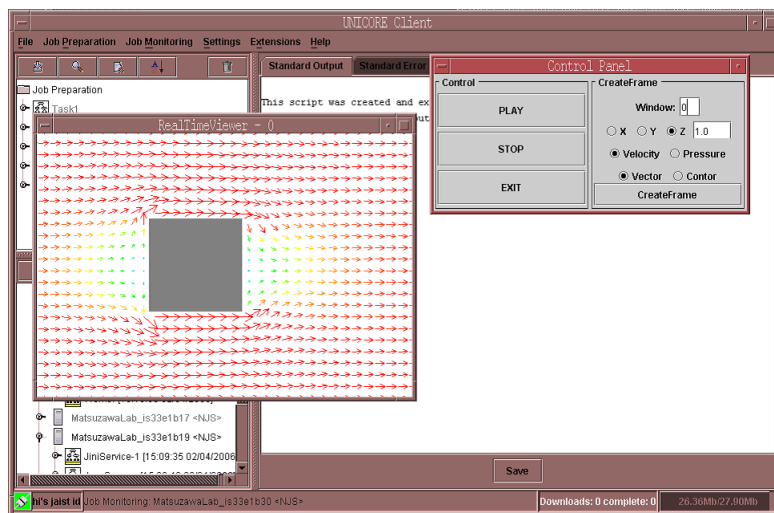 UNICORE Client
File Job Preparation Job Monitoring Settings Extensions Help
Standard Output Standard Error
Job Preparation
Task1
This script was created and ex
RealTimeViewer - 0
Control Panel
Control
PLAY
STOP
EXIT
CreateFrame
Window: 0
X Y Z 1.0
Velocity Pressure
Vector Contor
CreateFrame
MatsuzawaLab_is33e1b17 <NJS>
MatsuzawaLab_is33e1b19 <NJS>
JiniService-1 [15:09:35 02/04/2006
Save
hi's jaist id Job Monitoring: MatsuzawaLab_is33e1b30 <NJS>
Downloads: 0 complete: 0
26.36Mb/27.90Mb